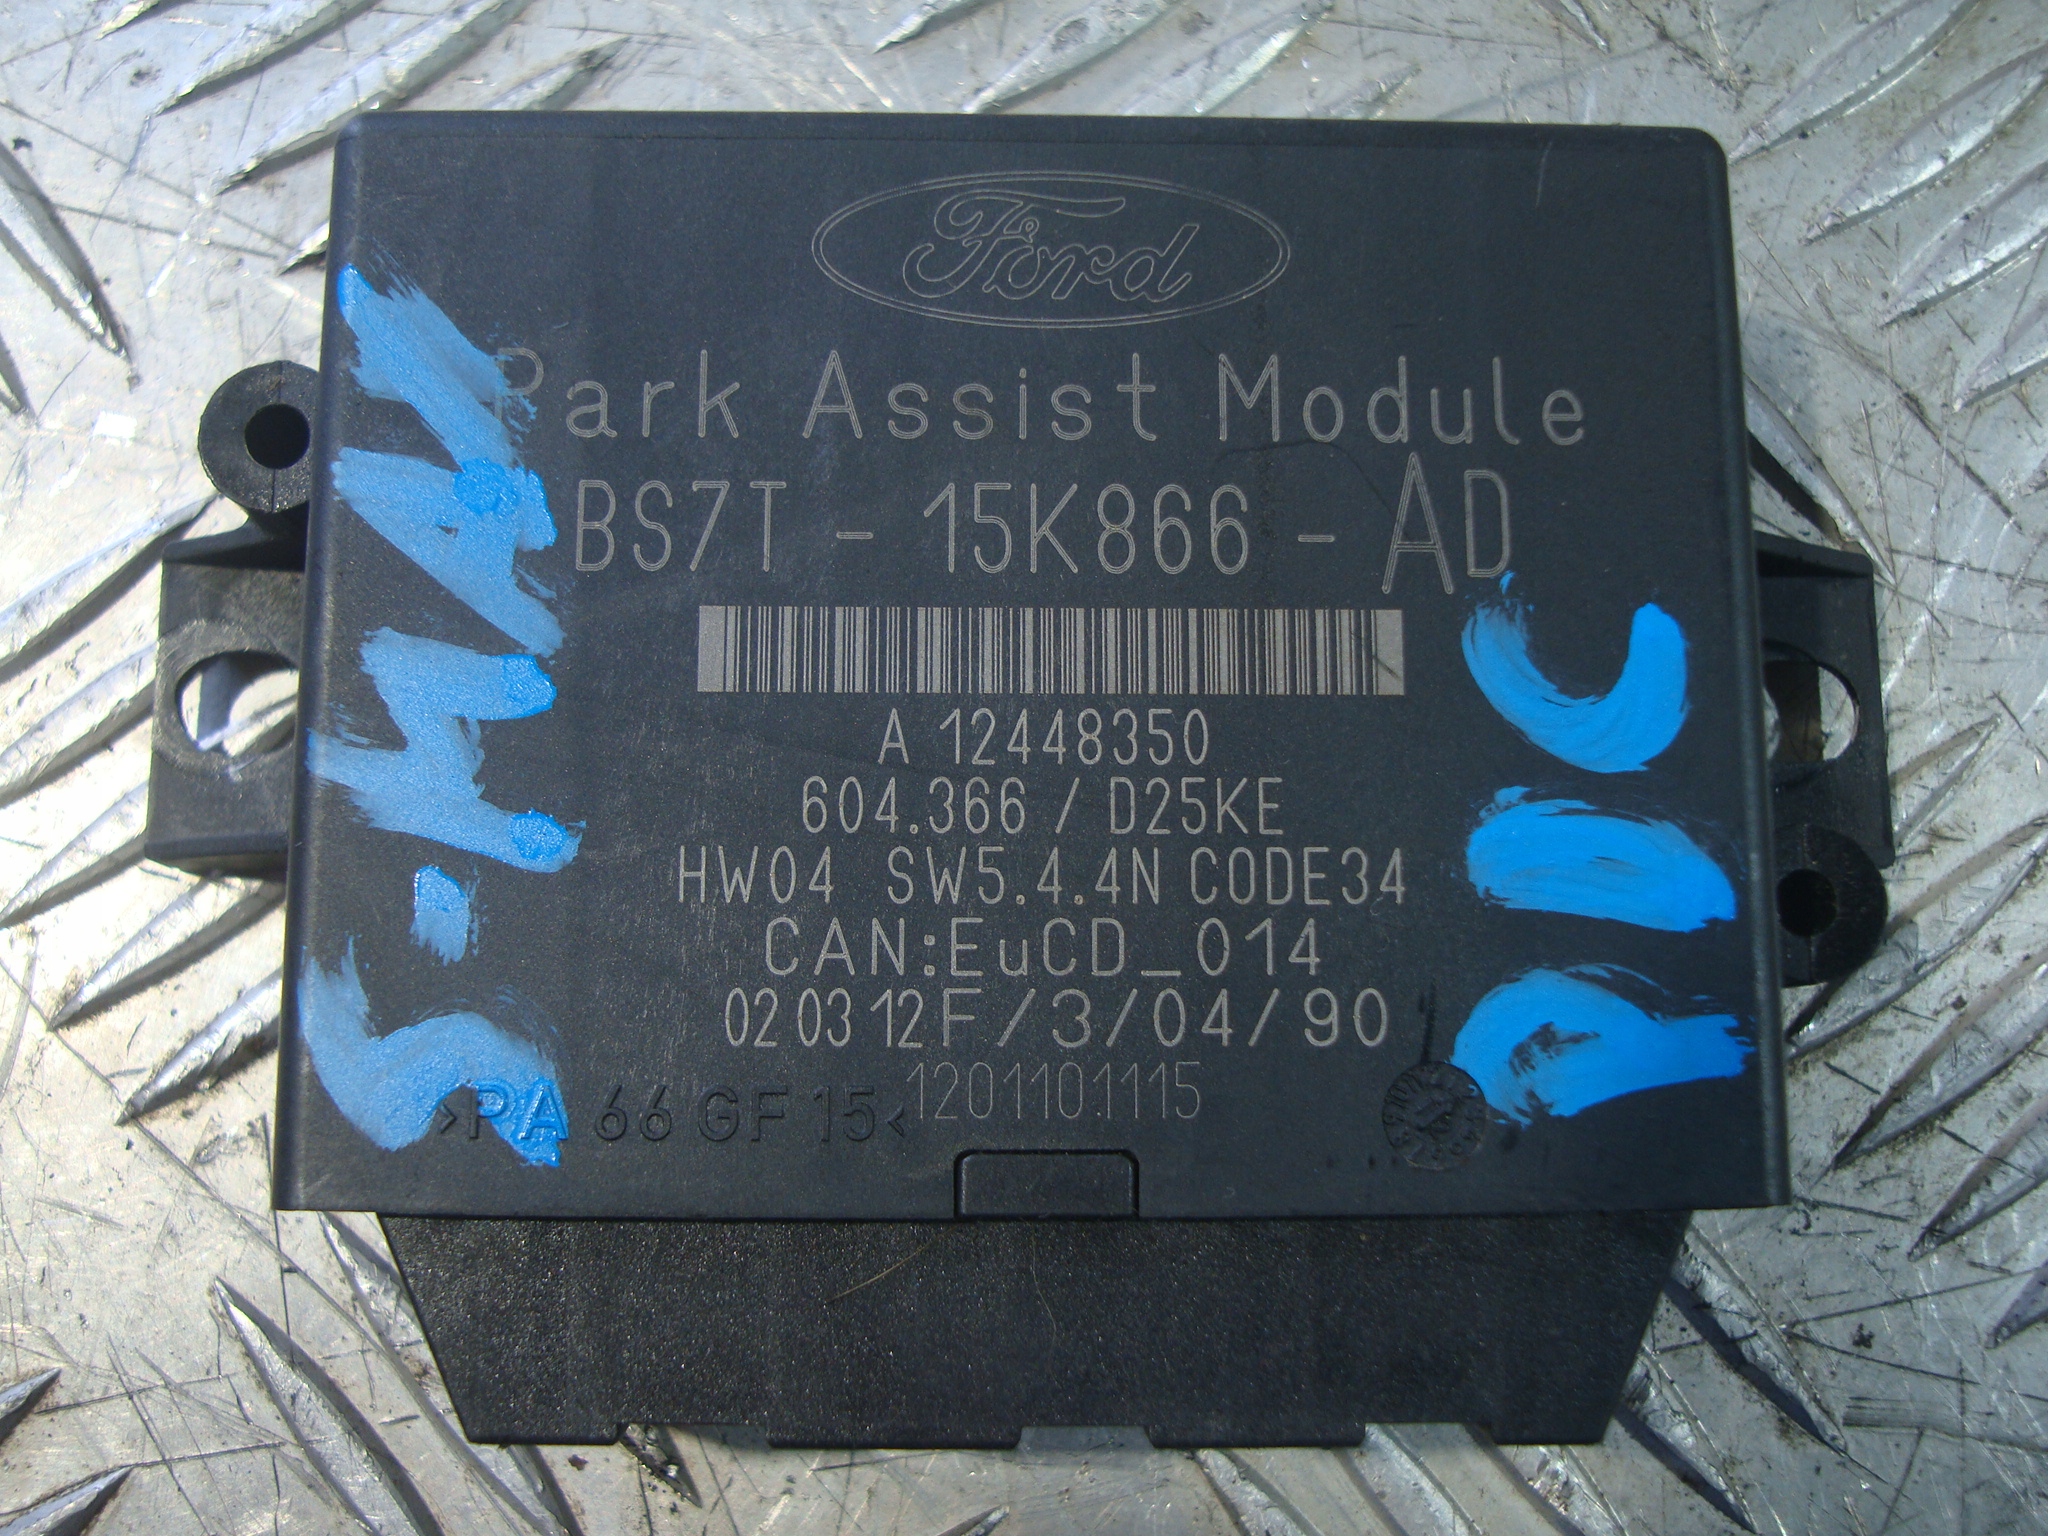 Ford
Park Assist Module
BS7T - 15K866 - AD
A 12448350
604.366 / D25KE
HW04 SW5.4.4N CODE34
CAN:EuCD_014
02 03 12F/3/04/90
1201101115
>PA 66 GF 15<
S-MAX